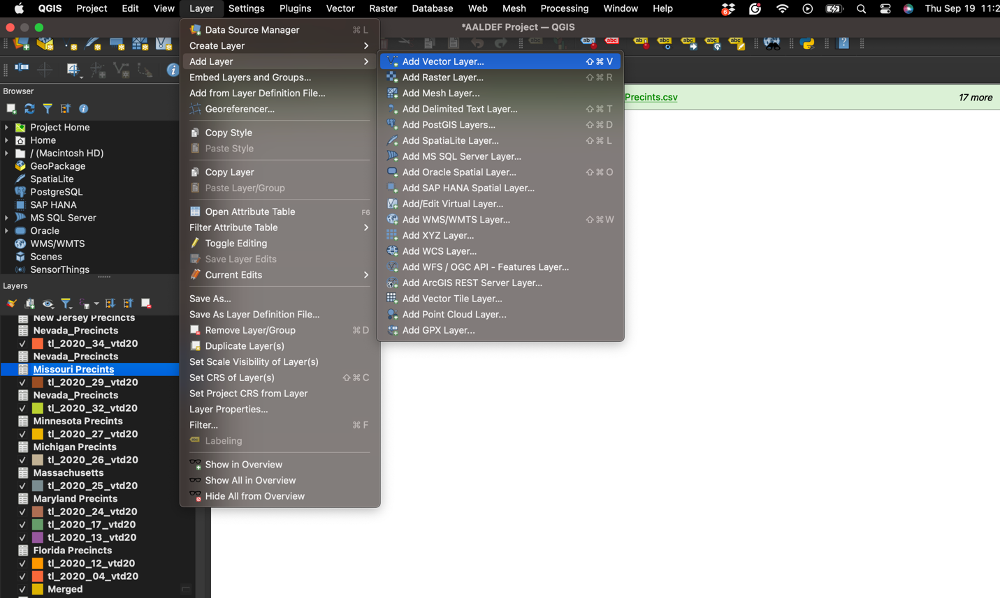 QGIS Project Edit View Layer Settings Plugins Vector Raster Database Web Mesh Processing Window Help
Thu Sep 19 11:2
*AALDEF Project — QGIS
Precints.csv
17 more
Browser
Project Home
Home
/ (Macintosh HD)
GeoPackage
SpatiaLite
PostgreSQL
SAP HANA
MS SQL Server
Oracle
WMS/WMTS
Scenes
SensorThings
Layers
New Jersey Precincts
Nevada_Precincts
tl_2020_34_vtd20
Nevada_Precincts
Missouri Precints
tl_2020_29_vtd20
Nevada_Precincts
tl_2020_32_vtd20
Minnesota Precints
tl_2020_27_vtd20
Michigan Precints
tl_2020_26_vtd20
Massachusetts
tl_2020_25_vtd20
Maryland Precints
tl_2020_24_vtd20
tl_2020_17_vtd20
tl_2020_13_vtd20
Florida Precincts
tl_2020_12_vtd20
tl_2020_04_vtd20
Merged
Data Source Manager ⌘ L
Create Layer
Add Layer
Embed Layers and Groups...
Add from Layer Definition File...
Georeferencer...
Copy Style
Paste Style
Copy Layer
Paste Layer/Group
Open Attribute Table F6
Filter Attribute Table
Toggle Editing
Save Layer Edits
Current Edits
Save As...
Save As Layer Definition File...
Remove Layer/Group ⌘ D
Duplicate Layer(s)
Set Scale Visibility of Layer(s)
Set CRS of Layer(s) ⇧ ⌘ C
Set Project CRS from Layer
Layer Properties...
Filter... ⌘ F
Labeling
Show in Overview
Show All in Overview
Hide All from Overview
Add Vector Layer... ⇧ ⌘ V
Add Raster Layer... ⇧ ⌘ R
Add Mesh Layer...
Add Delimited Text Layer... ⇧ ⌘ T
Add PostGIS Layers... ⇧ ⌘ D
Add SpatiaLite Layer... ⇧ ⌘ L
Add MS SQL Server Layer...
Add Oracle Spatial Layer... ⇧ ⌘ O
Add SAP HANA Spatial Layer...
Add/Edit Virtual Layer...
Add WMS/WMTS Layer... ⇧ ⌘ W
Add XYZ Layer...
Add WCS Layer...
Add WFS / OGC API - Features Layer...
Add ArcGIS REST Server Layer...
Add Vector Tile Layer...
Add Point Cloud Layer...
Add GPX Layer...